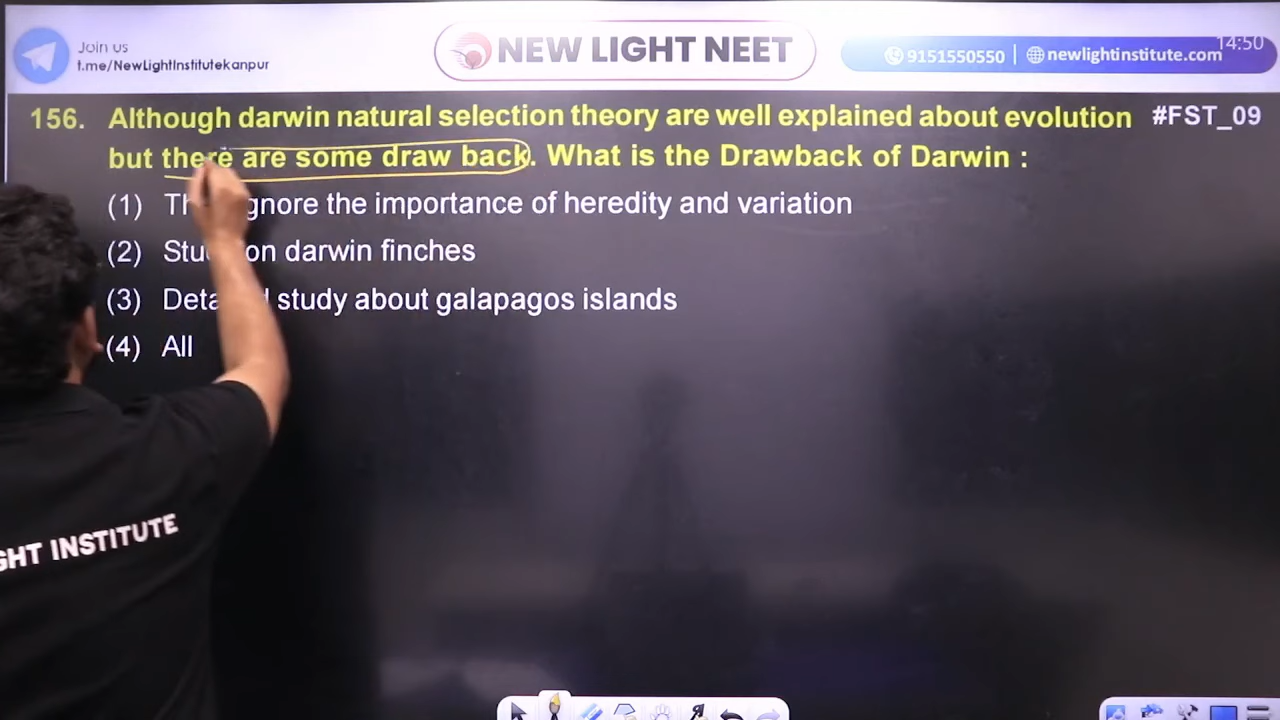 Join us
t.me/NewLightInstitutekanpur
NEW LIGHT NEET
9151550550 | newlightinstitute.com
14:50
156. Although darwin natural selection theory are well explained about evolution #FST_09
but there are some draw back. What is the Drawback of Darwin :
(1) gnore the importance of heredity and variation
(2) on darwin finches
(3) study about galapagos islands
(4) All
GHT INSTITUTE